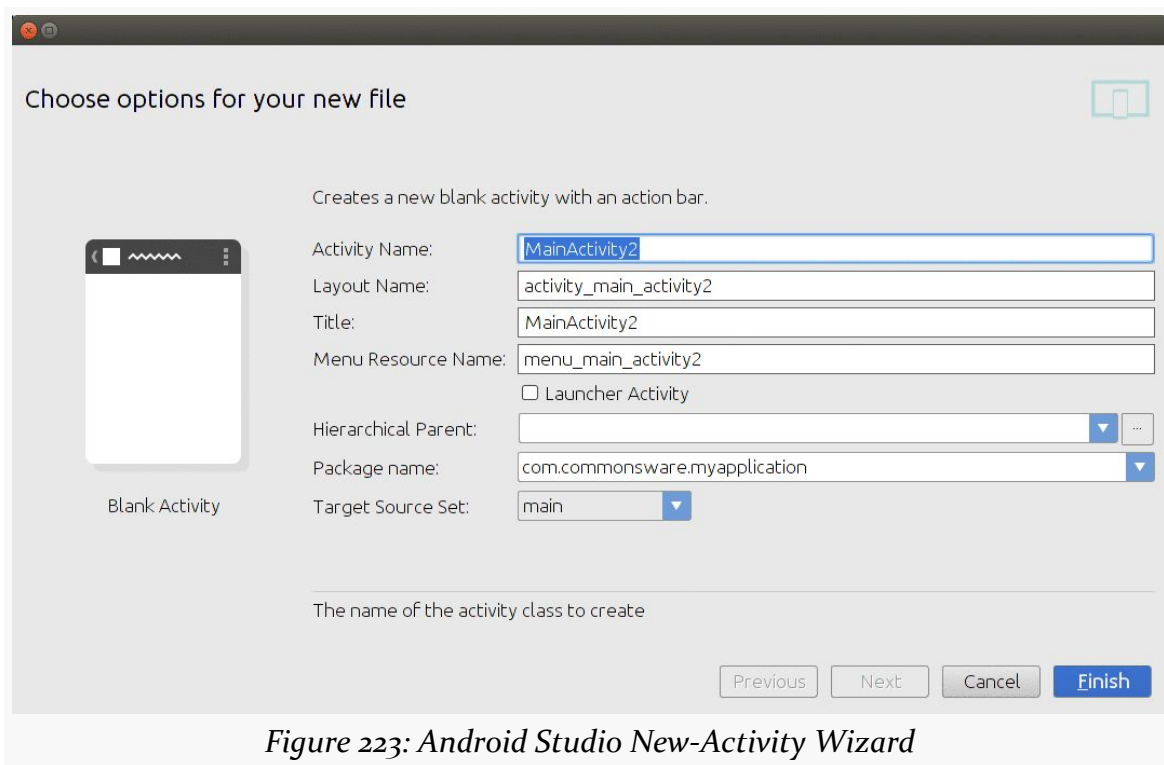 Choose options for your new file
Creates a new blank activity with an action bar.
Activity Name: MainActivity2
Layout Name: activity_main_activity2
Title: MainActivity2
Menu Resource Name: menu_main_activity2
Launcher Activity
Hierarchical Parent: ...
Package name: com.commonsware.myapplication
Blank Activity
Target Source Set: main
The name of the activity class to create
Previous Next Cancel Finish
Figure 223: Android Studio New-Activity Wizard